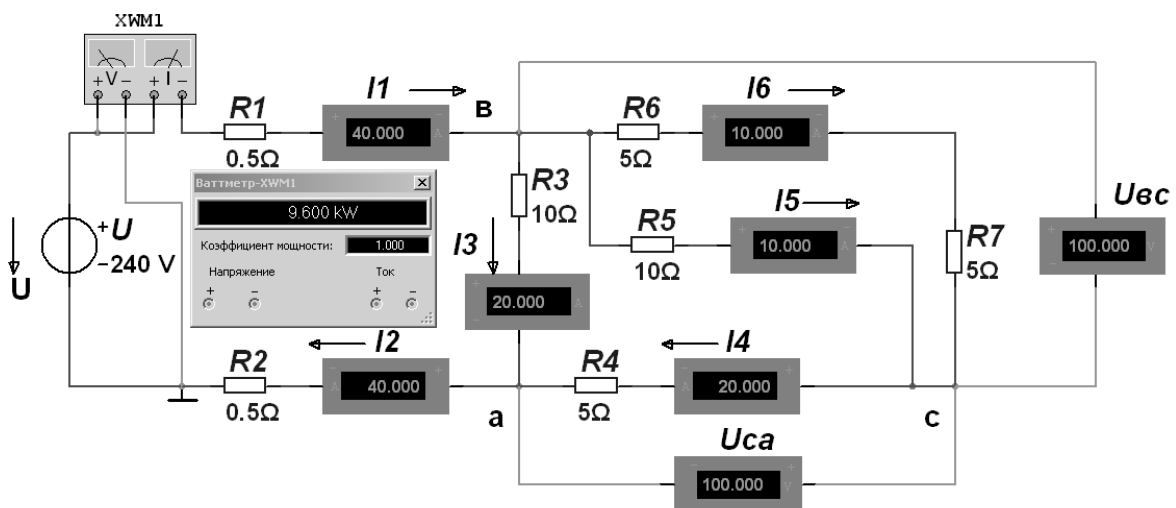 XWM1
V I
+ − + −
I1
I6
R1
B
R6
40.000
A
10.000
A
0.5Ω
5Ω
Ваттметр-XWM1
R3
I5
Uвс
9.600 kW
10Ω
R5
R7
+ U
10.000
100.000
V
Коэффициент мощности: 1.000
I3
− 240 V
10Ω
5Ω
U
Напряжение Ток
+ − + −
20.000
A
R2
I2
R4
I4
A
40.000
A
20.000
0.5Ω
a
5Ω
c
Uca
100.000
V